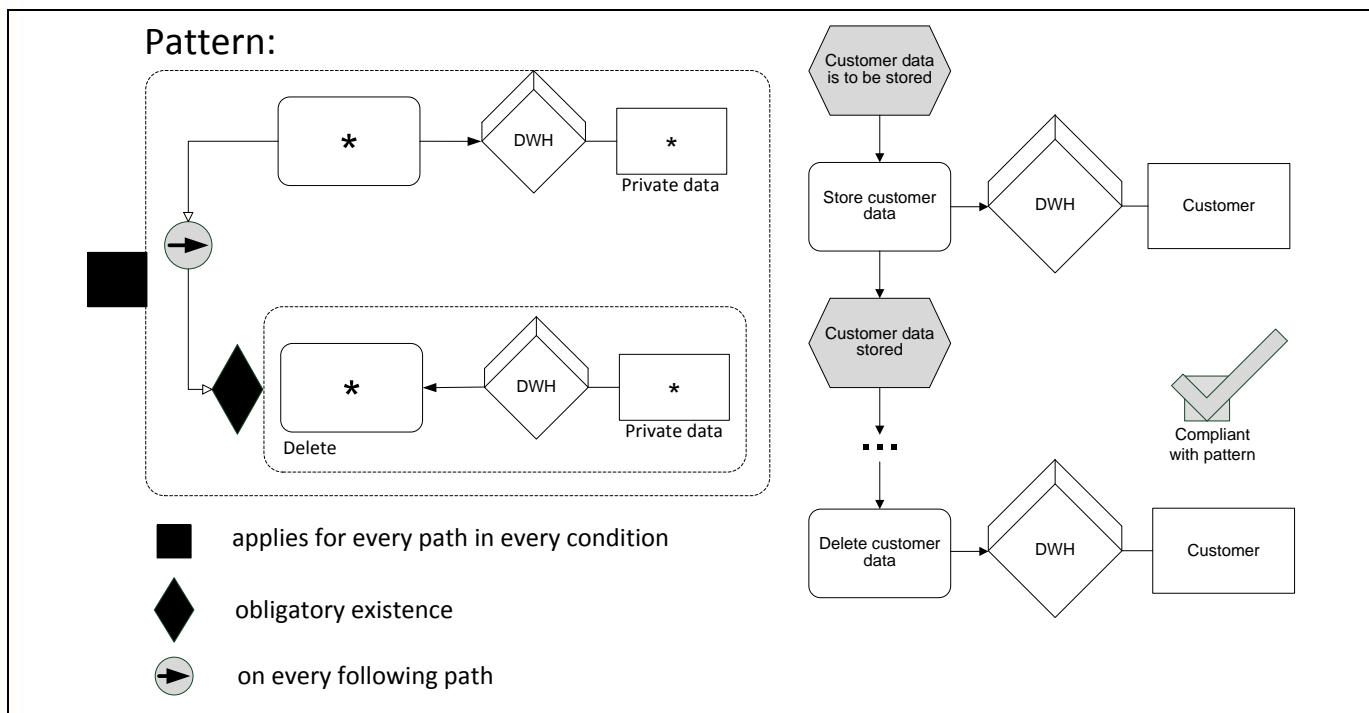 Pattern:
*
DWH
*
Private data
*
Delete
DWH
*
Private data
applies for every path in every condition
obligatory existence
on every following path
Customer data
is to be stored
Store customer
data
DWH
Customer
Customer data
stored
...
Compliant
with pattern
Delete customer
data
DWH
Customer